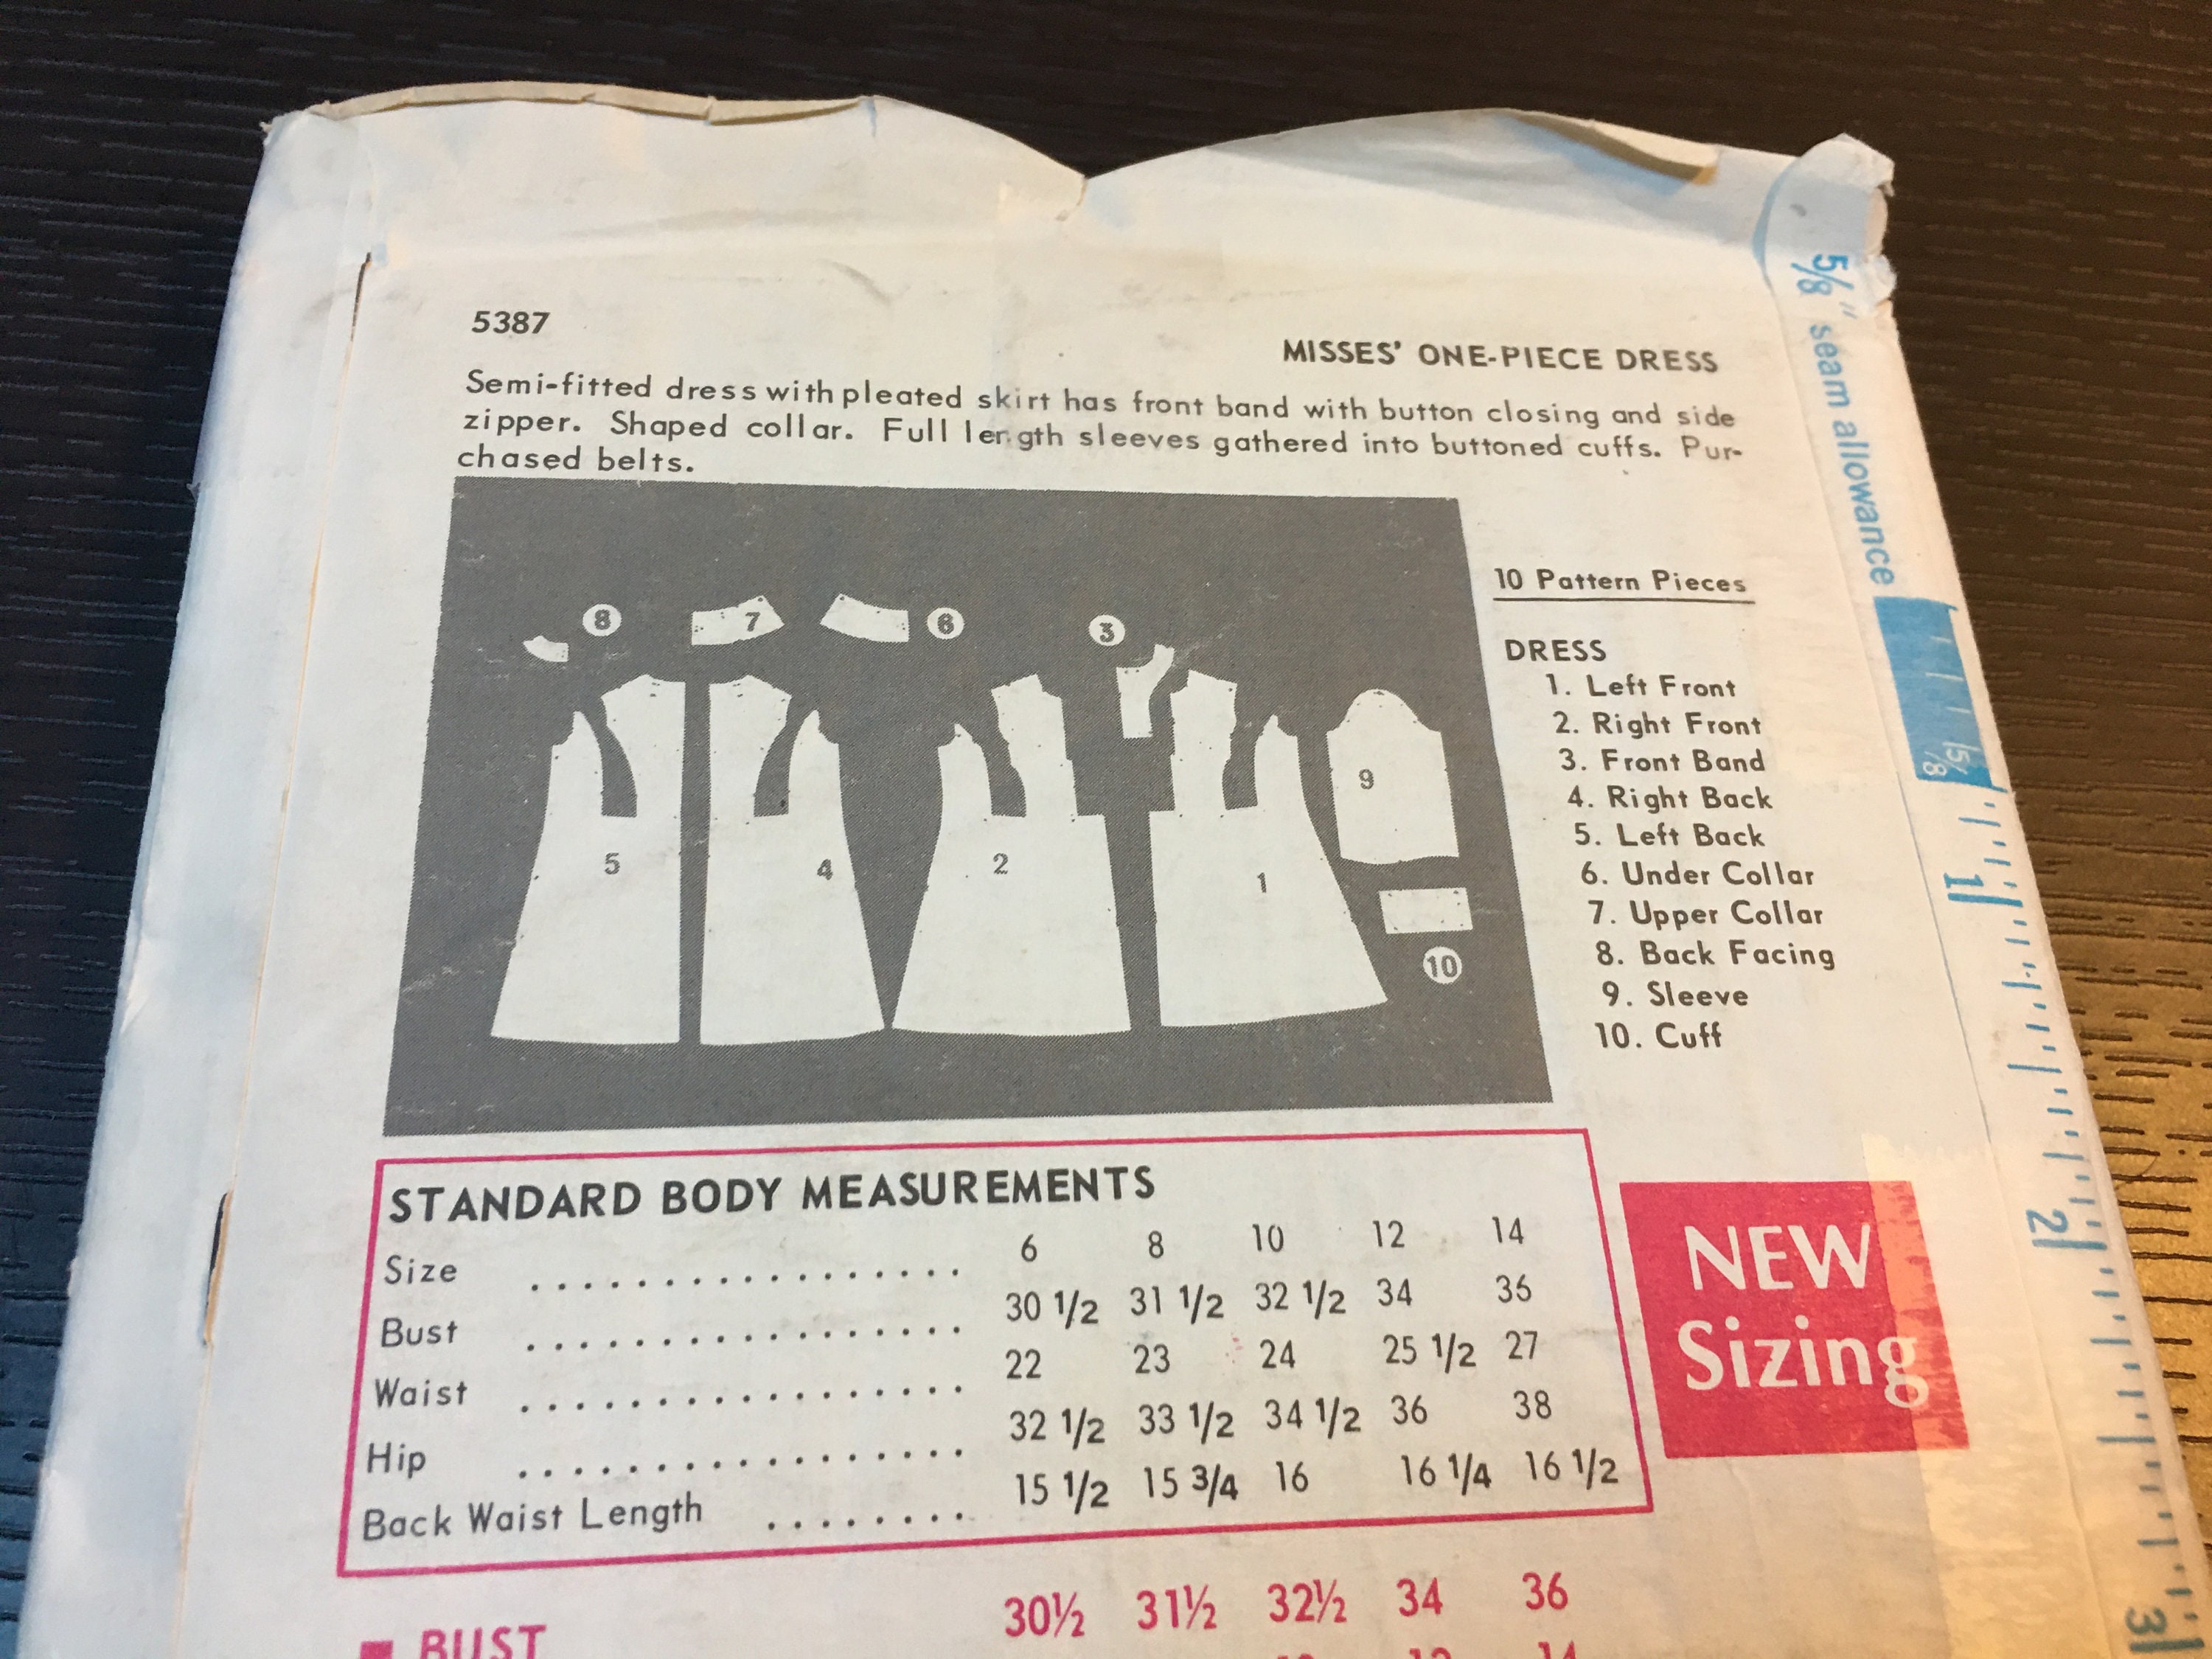 5387
MISSES' ONE-PIECE DRESS
Semi-fitted dress with pleated skirt has front band with button closing and side
zipper. Shaped collar. Full length sleeves gathered into buttoned cuffs. Pur-
chased belts.
8 7 6 3
9
5 4 2 1
10
10 Pattern Pieces
DRESS
1. Left Front
2. Right Front
3. Front Band
4. Right Back
5. Left Back
6. Under Collar
7. Upper Collar
8. Back Facing
9. Sleeve
10. Cuff
5/8" seam allowance
5/8
1
2
3
STANDARD BODY MEASUREMENTS
Size .................. 6 8 10 12 14
Bust ................. 30 1/2 31 1/2 32 1/2 34 36
Waist ................. 22 23 24 25 1/2 27
Hip ................. 32 1/2 33 1/2 34 1/2 36 38
Back Waist Length ........ 15 1/2 15 3/4 16 16 1/4 16 1/2
NEW
Sizing
BUST 30½ 31½ 32½ 34 36